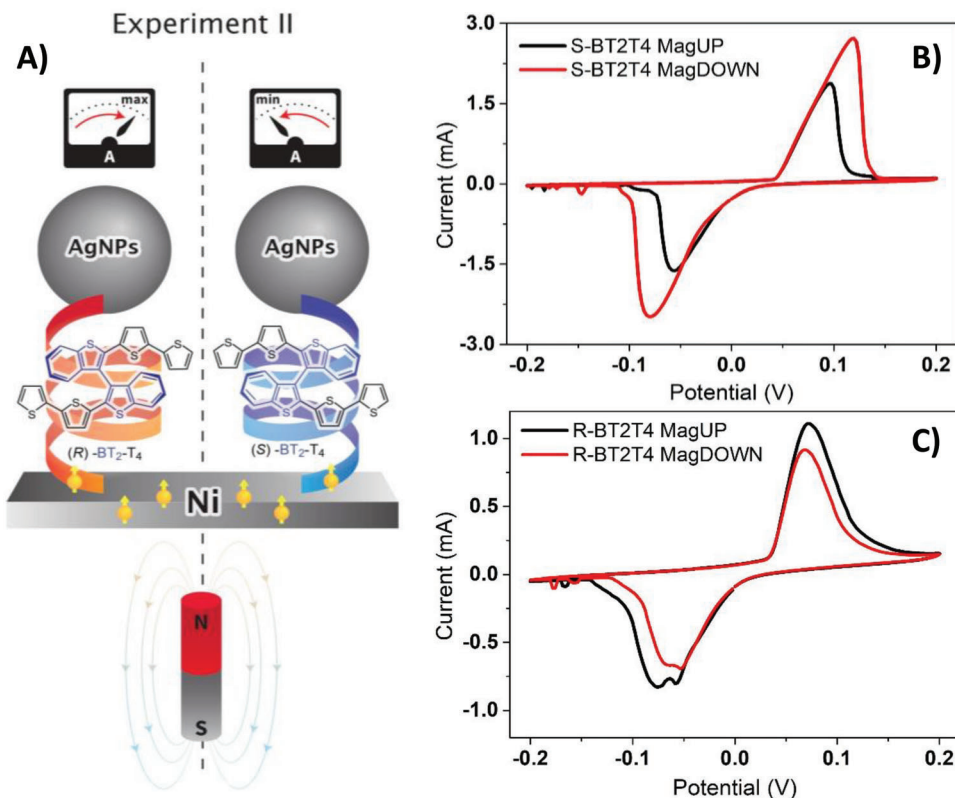 Experiment II
A)
max
min
A
A
AgNPs
AgNPs
S S S
S S S
S S S
S S S
(R) -BT2-T4
(S) -BT2-T4
Ni
N
S
B)
3.0
1.5
0.0
-1.5
-3.0
Current (mA)
S-BT2T4 MagUP
S-BT2T4 MagDOWN
-0.2 -0.1 0.0 0.1 0.2
Potential (V)
C)
1.0
0.5
0.0
-0.5
-1.0
Current (mA)
R-BT2T4 MagUP
R-BT2T4 MagDOWN
-0.2 -0.1 0.0 0.1 0.2
Potential (V)